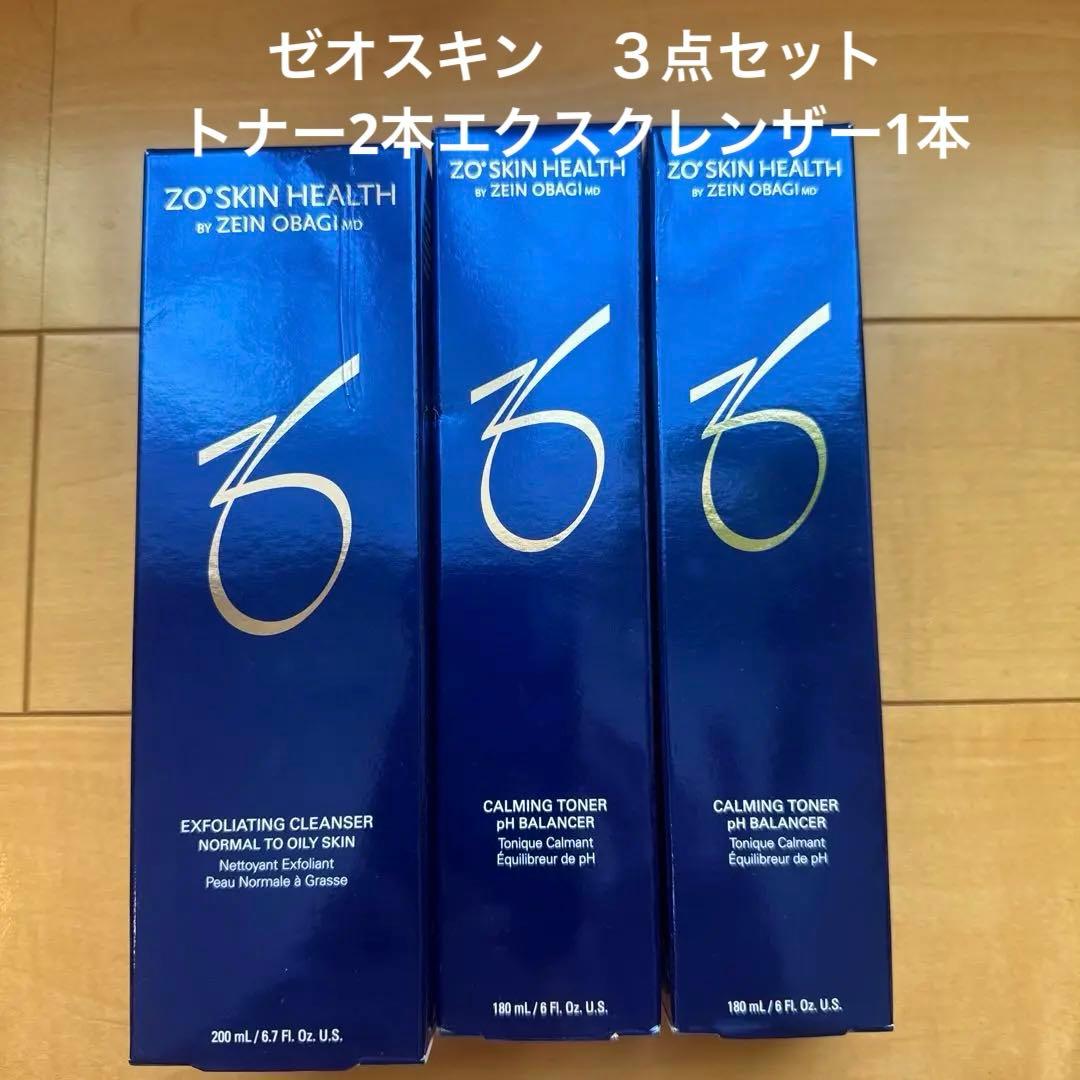 ゼオスキン　３点セット
トナー2本エクスクレンザー1本
ZO® SKIN HEALTH
BY ZEIN OBAGI MD
EXFOLIATING CLEANSER
NORMAL TO OILY SKIN
Nettoyant Exfoliant
Peau Normale à Grasse
200 mL / 6.7 Fl. Oz. U.S.
ZO® SKIN HEALTH
BY ZEIN OBAGI MD
CALMING TONER
pH BALANCER
Tonique Calmant
Équilibreur de pH
180 mL / 6 Fl. Oz. U.S.
ZO® SKIN HEALTH
BY ZEIN OBAGI MD
CALMING TONER
pH BALANCER
Tonique Calmant
Équilibreur de pH
180 mL / 6 Fl. Oz. U.S.